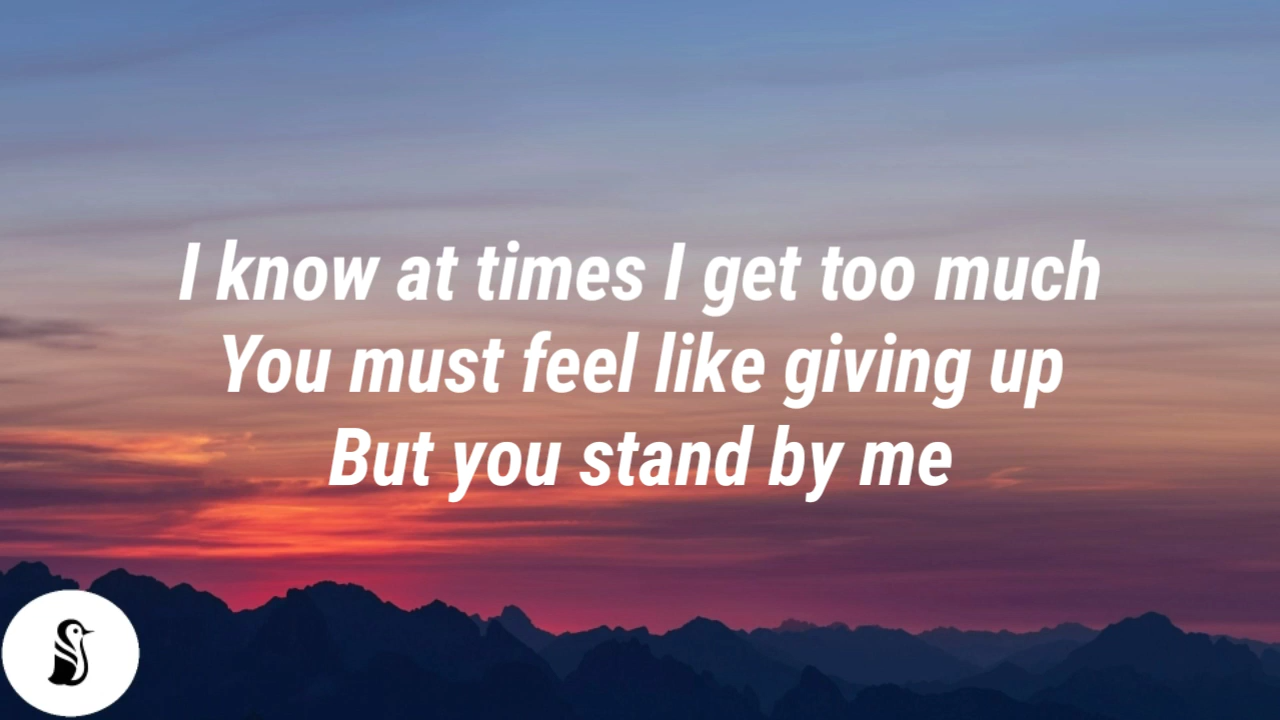 I know at times I get too much
You must feel like giving up
But you stand by me